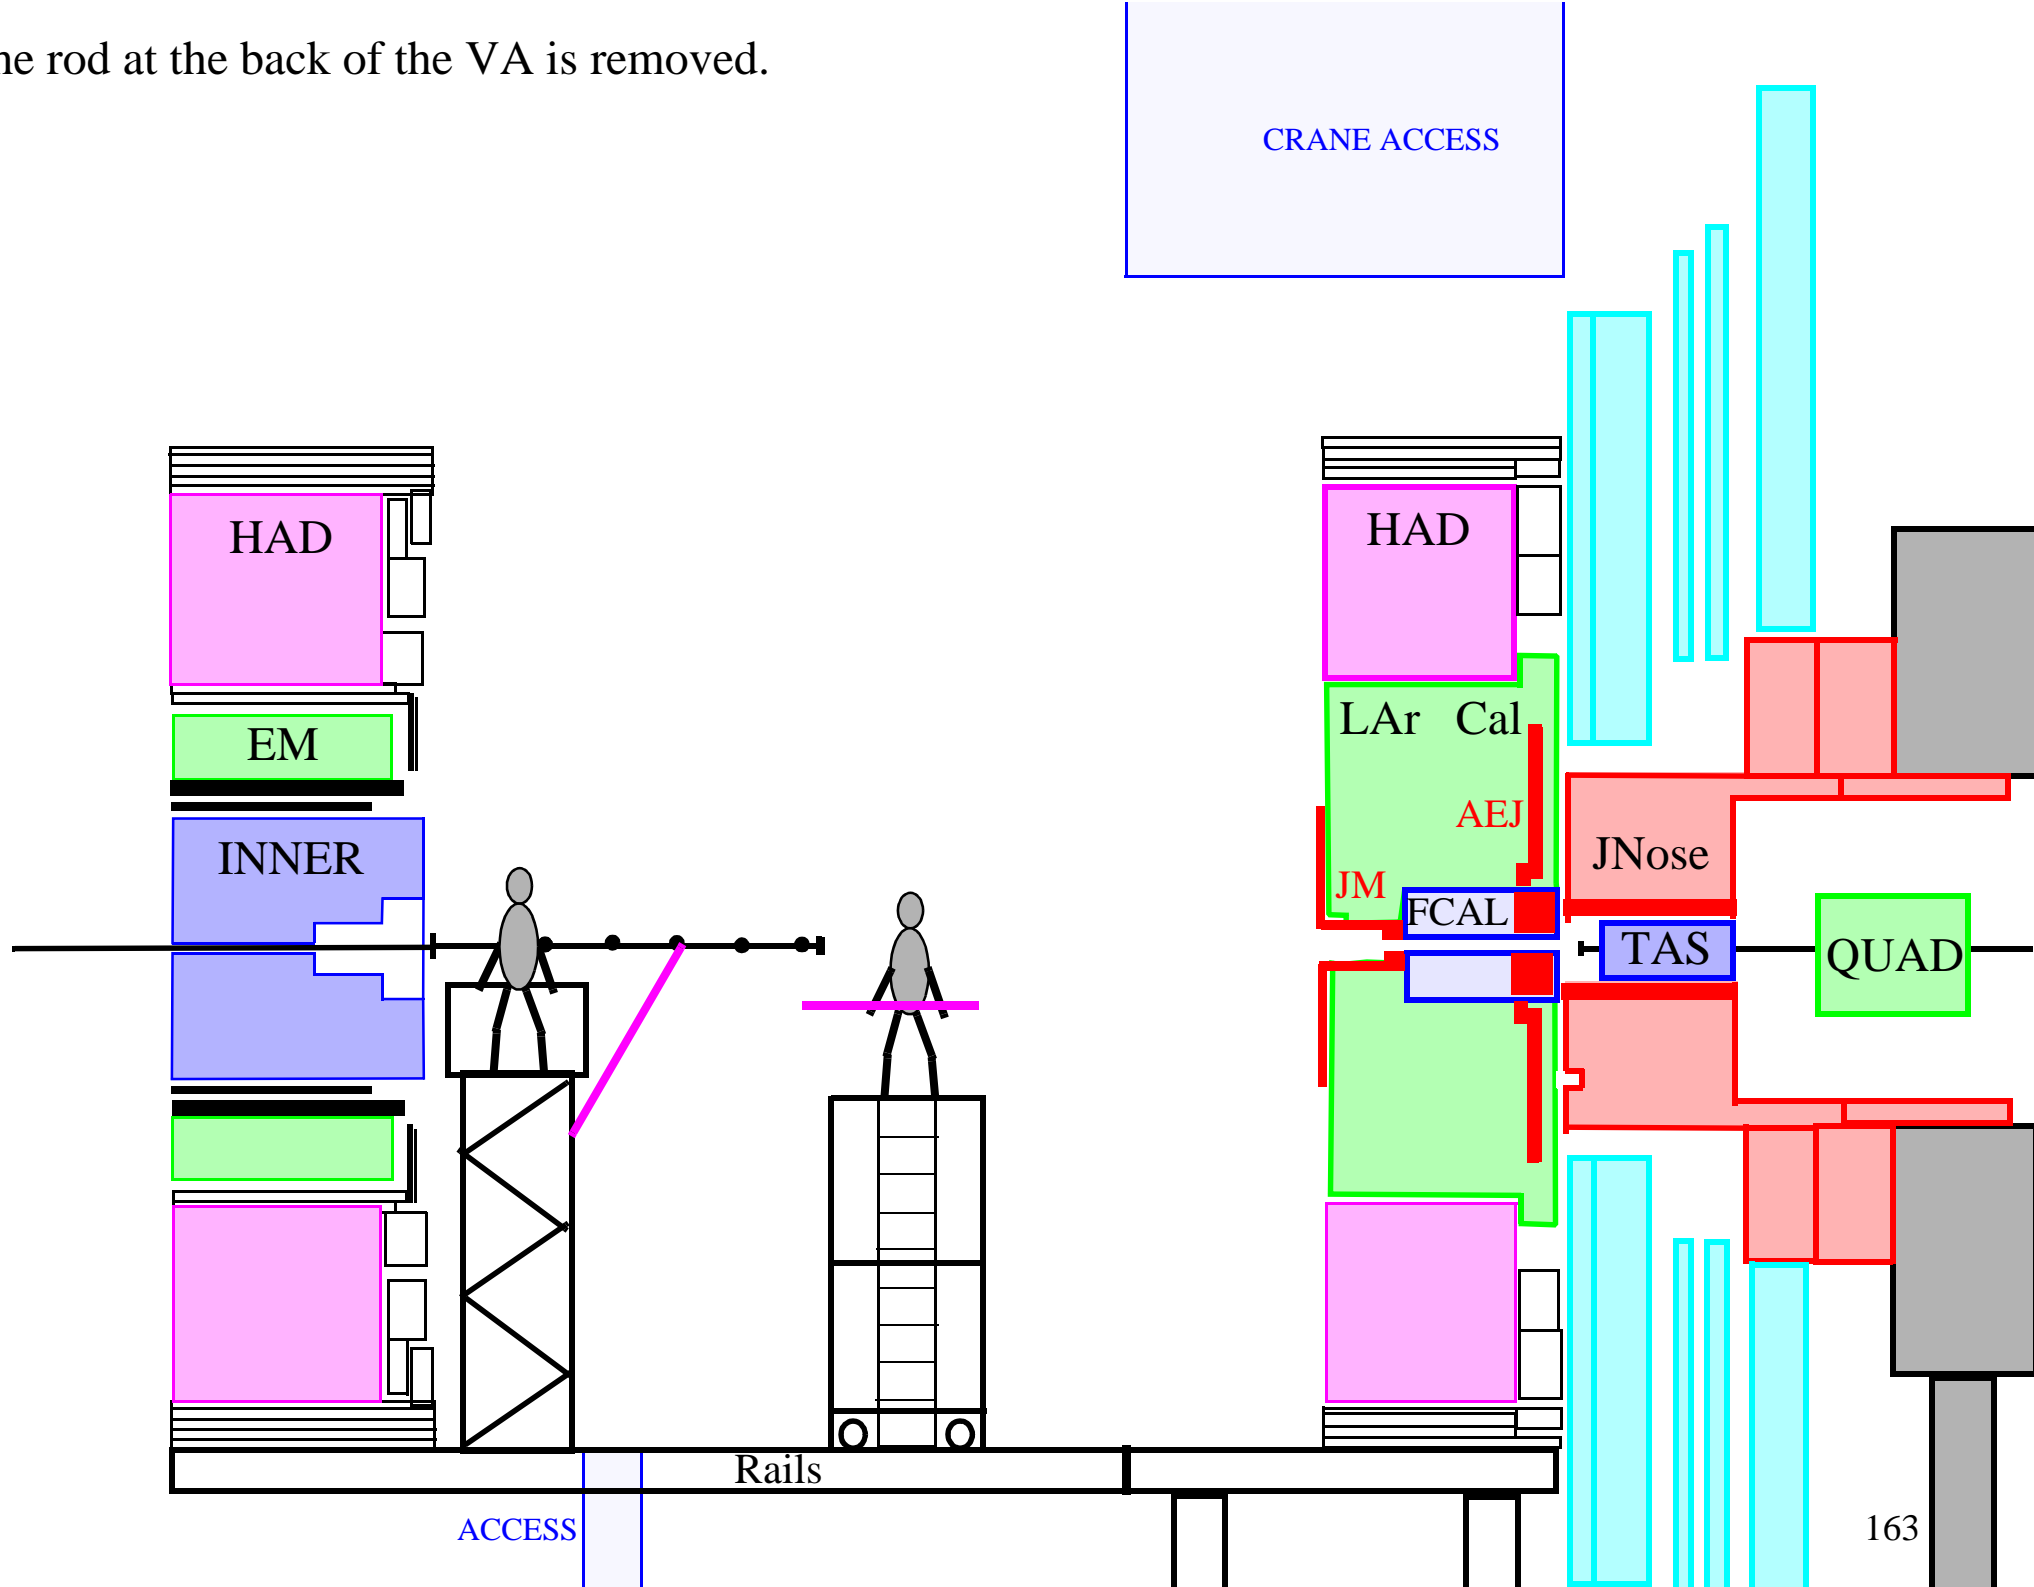 he rod at the back of the VA is removed.
CRANE ACCESS
HAD
HAD
EM
LAr Cal
AEJ
INNER
JM
JNose
FCAL
TAS
QUAD
Rails
ACCESS
163